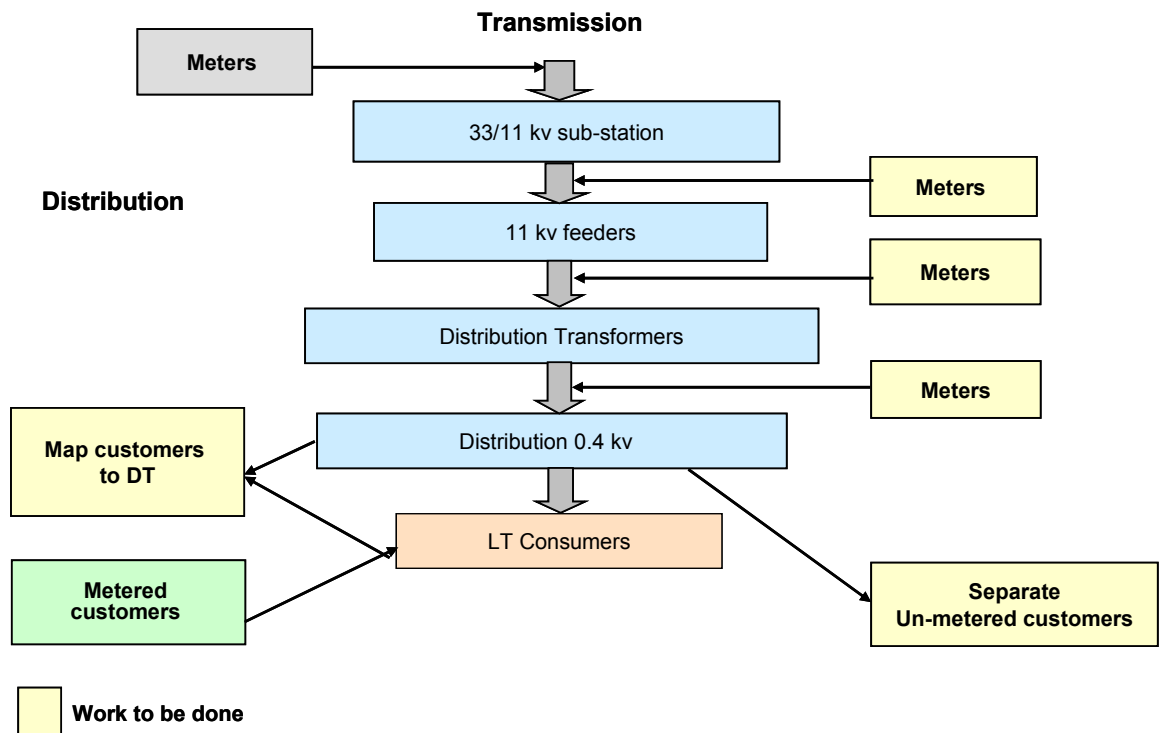 Transmission
Meters
33/11 kv sub-station
Meters
Distribution
11 kv feeders
Meters
Distribution Transformers
Meters
Map customers
to DT
Distribution 0.4 kv
LT Consumers
Metered
customers
Separate
Un-metered customers
Work to be done